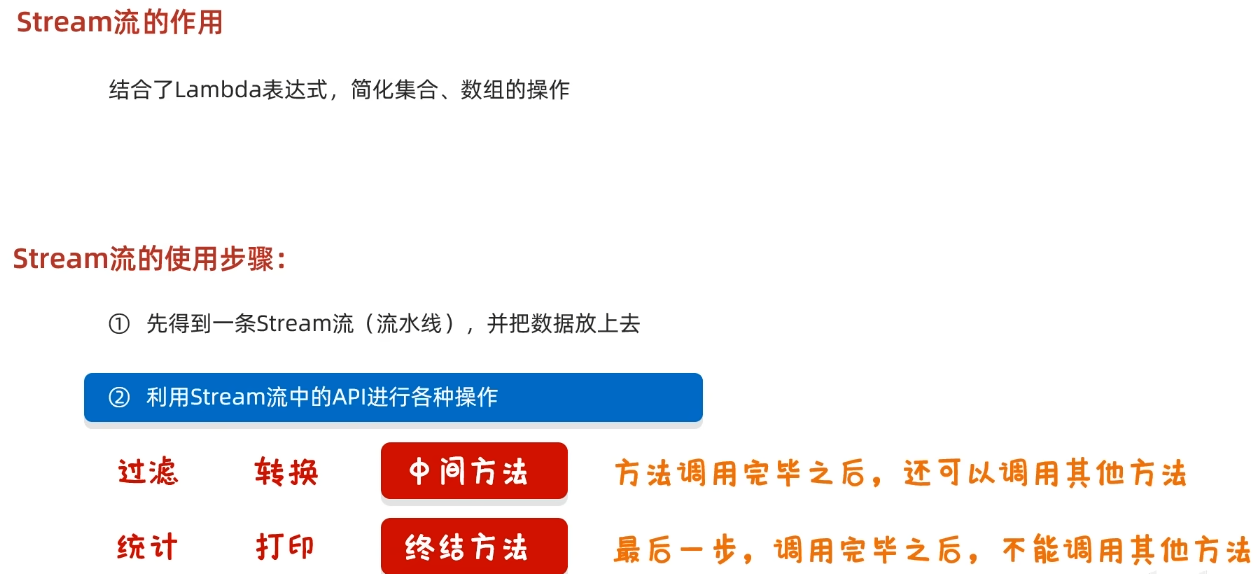 Stream流的作用
结合了Lambda表达式，简化集合、数组的操作
Stream流的使用步骤：
① 先得到一条Stream流（流水线），并把数据放上去
② 利用Stream流中的API进行各种操作
过滤 转换 中间方法 方法调用完毕之后，还可以调用其他方法
统计 打印 终结方法 最后一步，调用完毕之后，不能调用其他方法